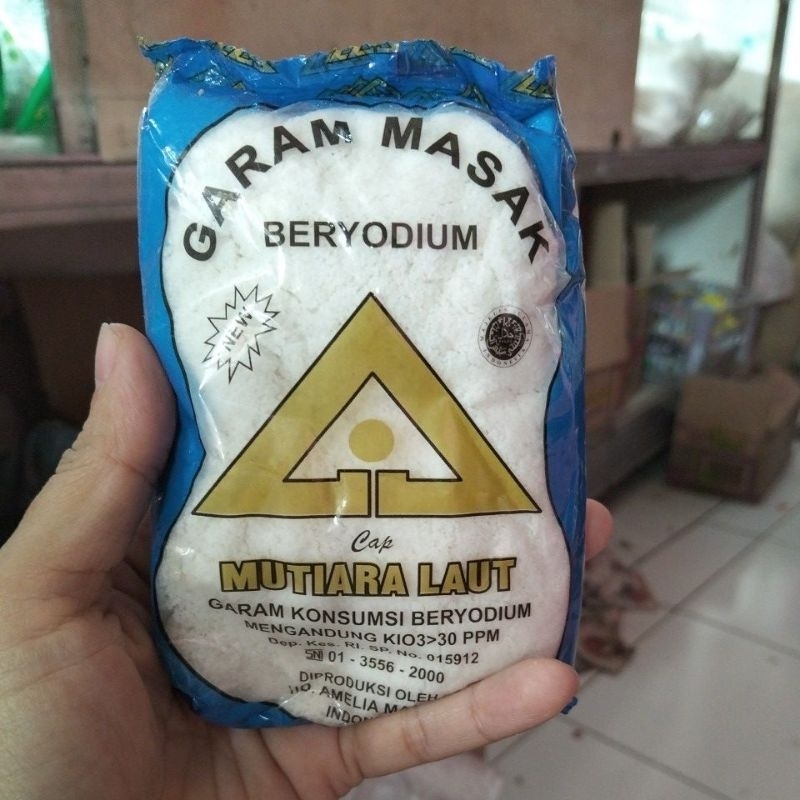 GARAM MASAK
BERYODIUM
NEW
Cap
MUTIARA LAUT
GARAM KONSUMSI BERYODIUM
MENGANDUNG KIO3>30 PPM
Dep. Kes. RI. SP. No. 015912
SNI 01 - 3556 - 2000
DIPRODUKSI OLEH
AMELIA